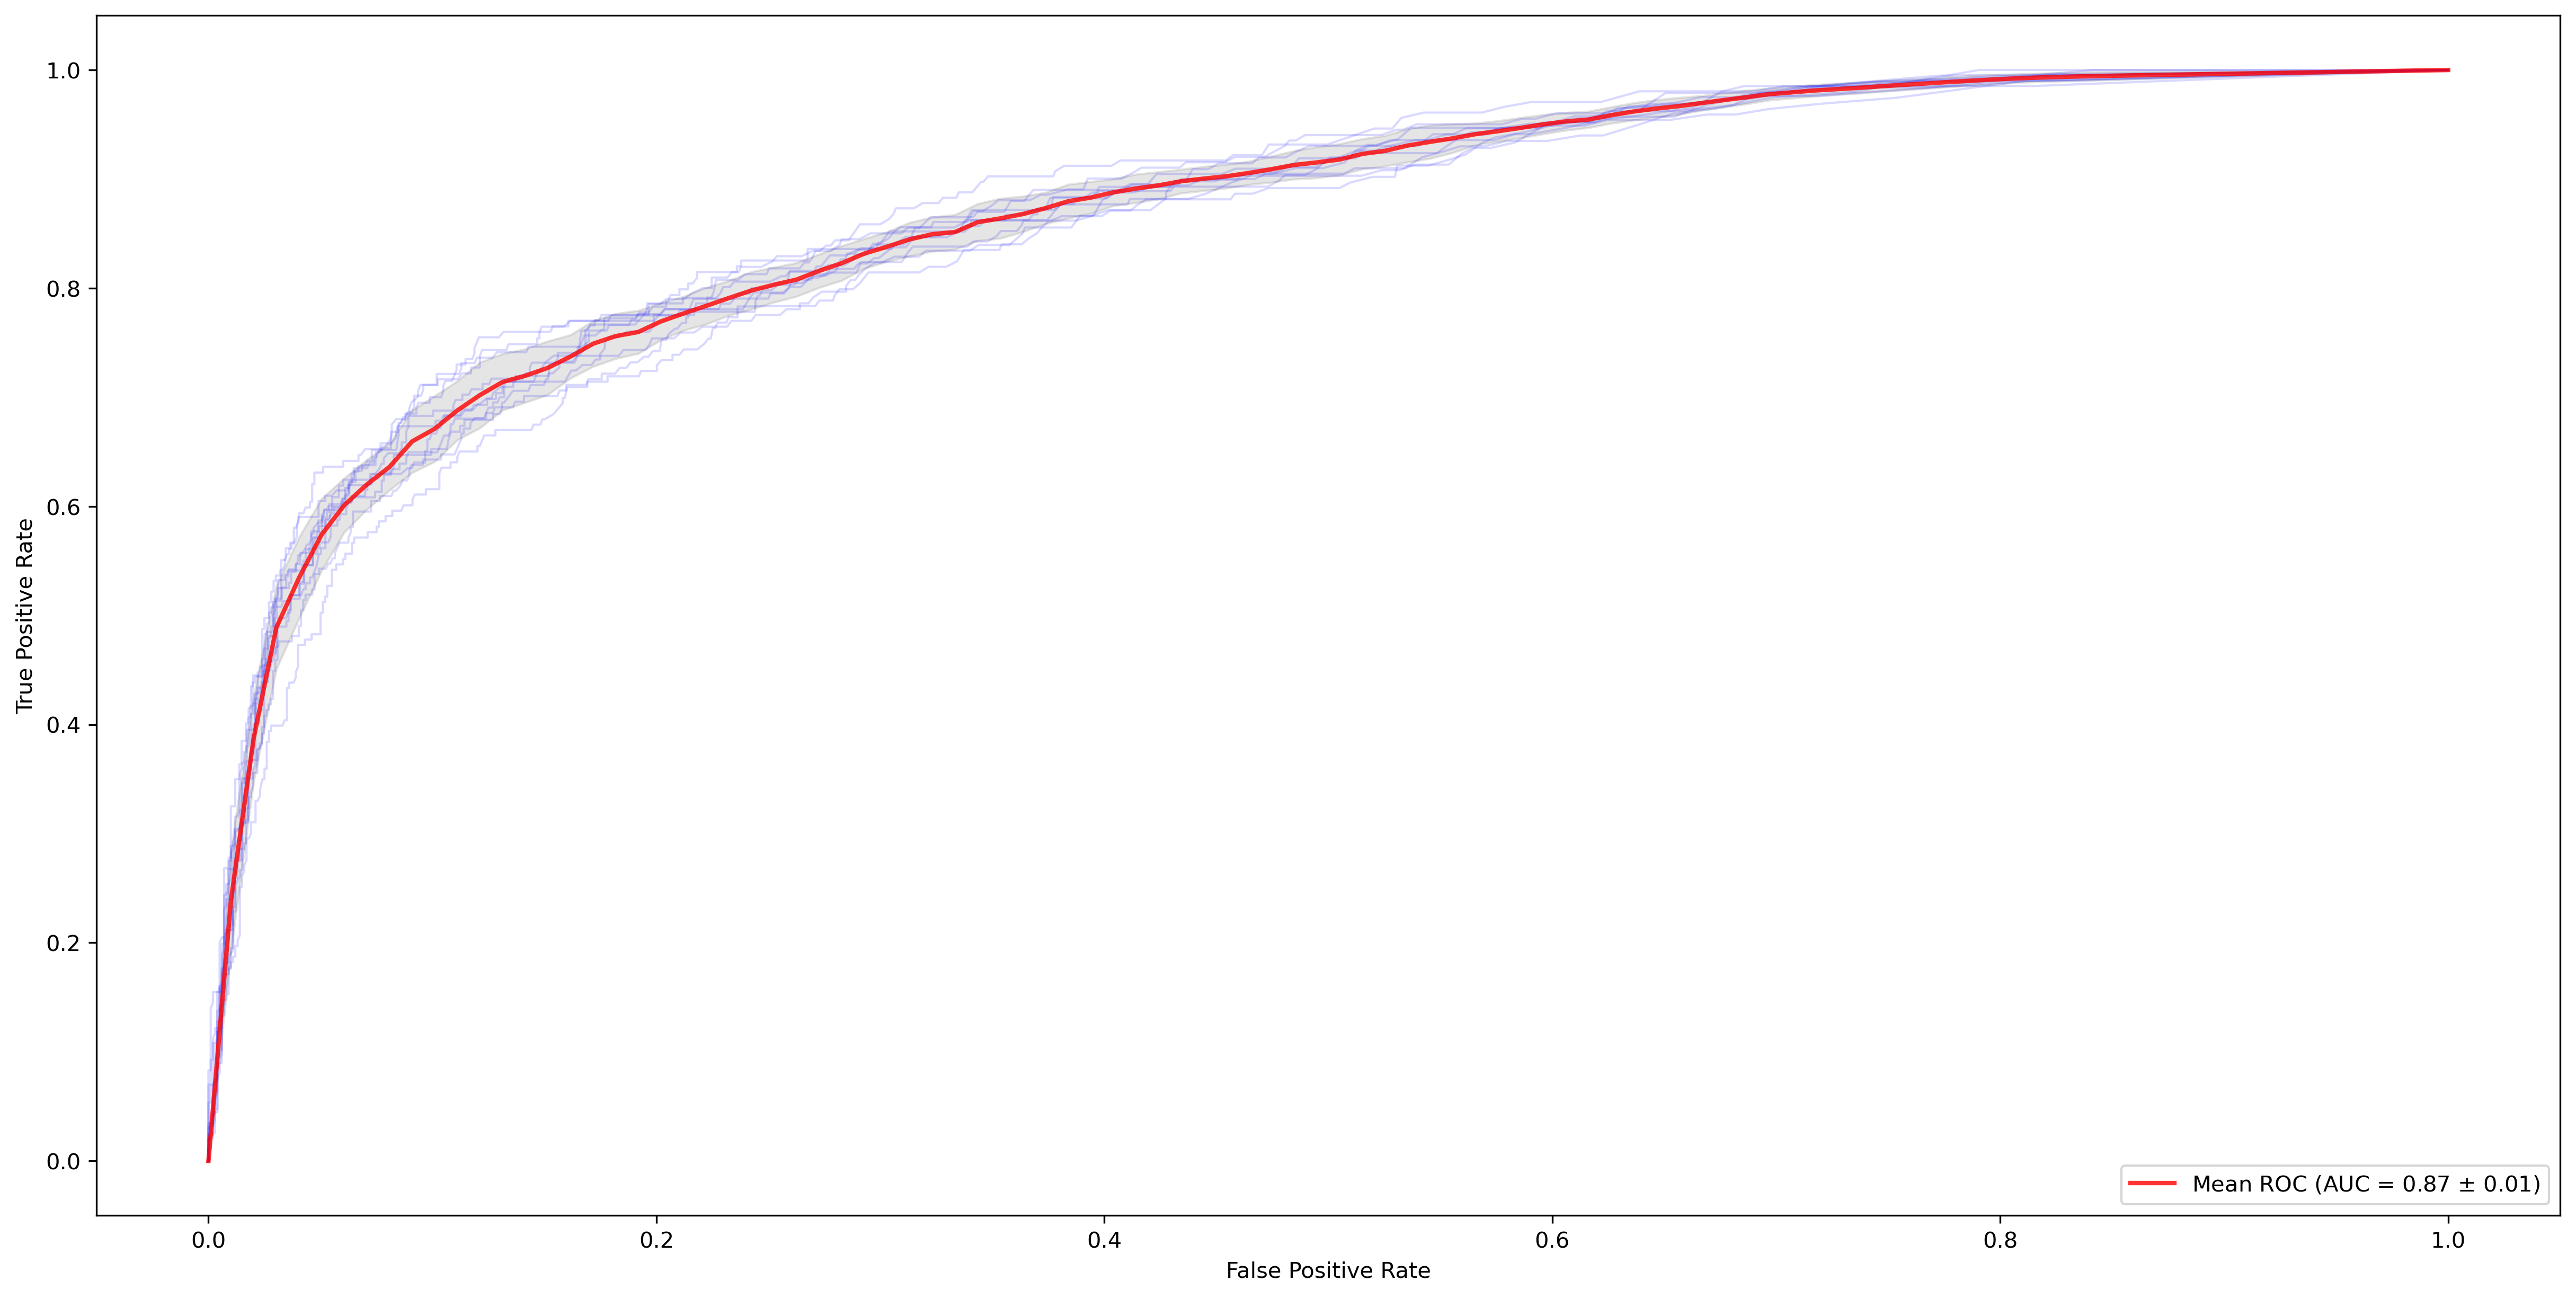 1.0
0.8
0.6
0.4
0.2
0.0
True Positive Rate
Mean ROC (AUC = 0.87 ± 0.01)
0.0 0.2 0.4 0.6 0.8 1.0
False Positive Rate